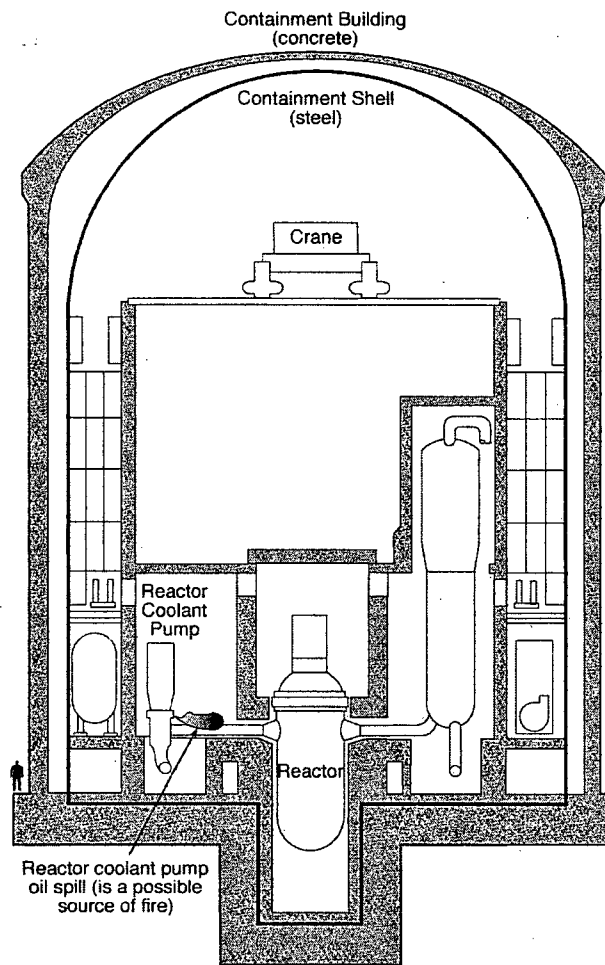 Containment Building
(concrete)
Containment Shell
(steel)
Crane
Reactor
Coolant
Pump
Reactor
Reactor coolant pump
oil spill (is a possible
source of fire)